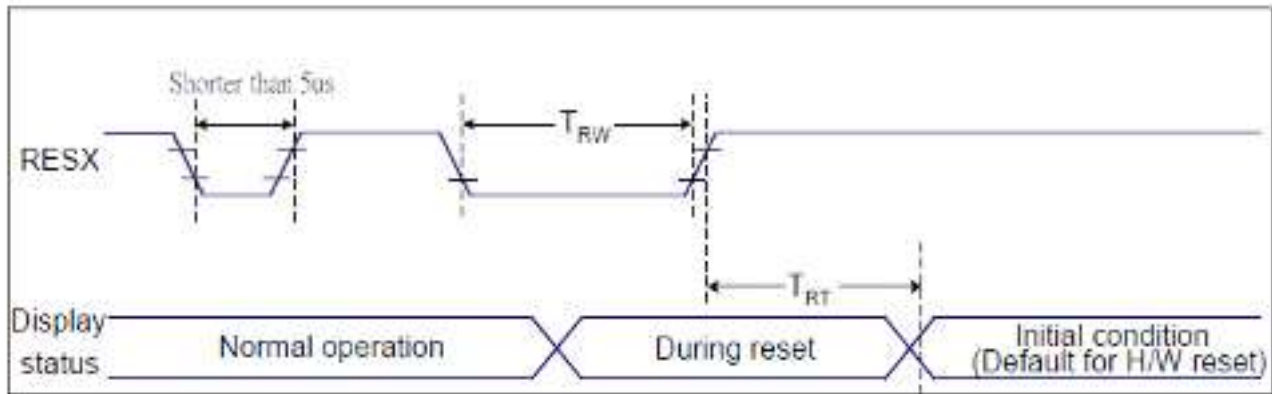 Shorter than 5us
TRW
RESX
TRT
Display
status
Normal operation
During reset
Initial condition
(Default for H/W reset)